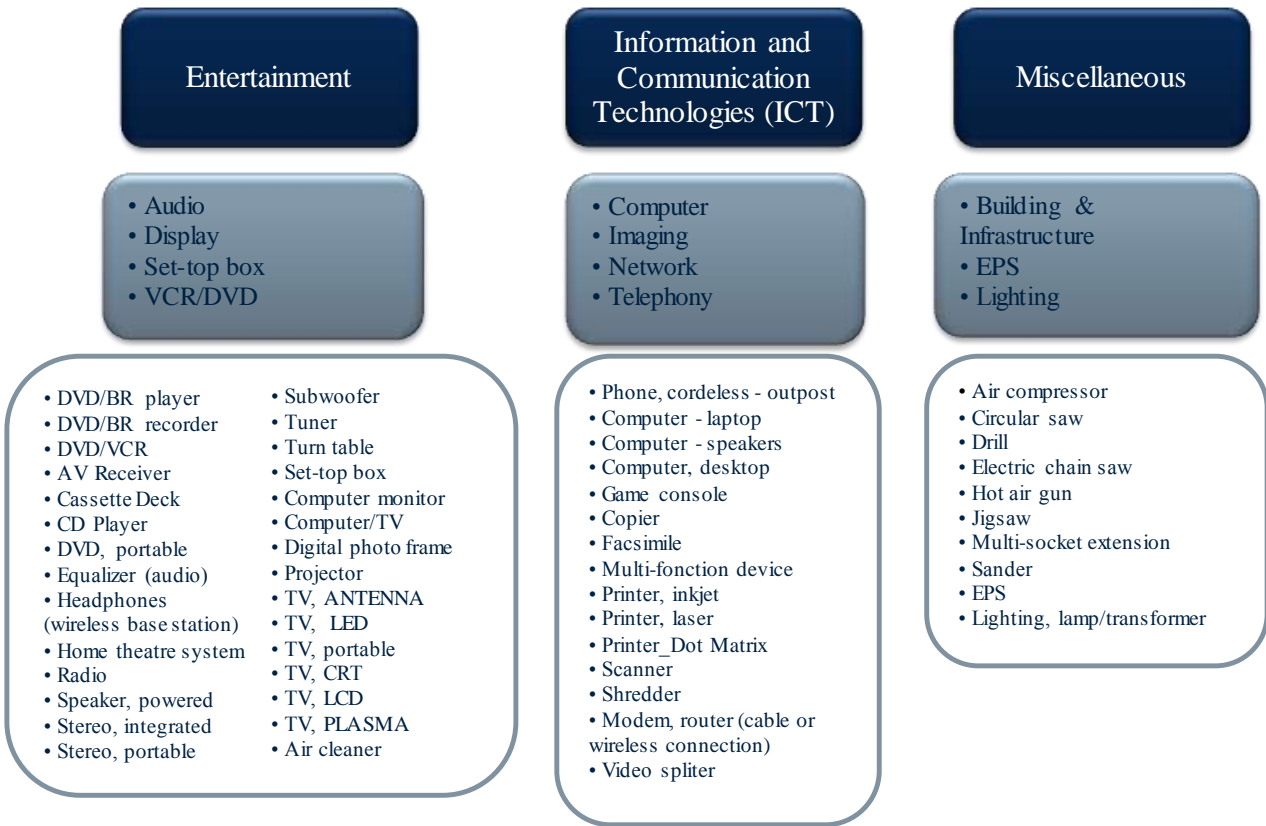 Entertainment
Information and
Communication
Technologies (ICT)
Miscellaneous
• Audio
• Display
• Set-top box
• VCR/DVD
• Computer
• Imaging
• Network
• Telephony
• Building &
Infrastructure
• EPS
• Lighting
• DVD/BR player
• DVD/BR recorder
• DVD/VCR
• AV Receiver
• Cassette Deck
• CD Player
• DVD, portable
• Equalizer (audio)
• Headphones
(wireless base station)
• Home theatre system
• Radio
• Speaker, powered
• Stereo, integrated
• Stereo, portable
• Subwoofer
• Tuner
• Turn table
• Set-top box
• Computer monitor
• Computer/TV
• Digital photo frame
• Projector
• TV, ANTENNA
• TV, LED
• TV, portable
• TV, CRT
• TV, LCD
• TV, PLASMA
• Air cleaner
• Phone, cordeless - outpost
• Computer - laptop
• Computer - speakers
• Computer, desktop
• Game console
• Copier
• Facsimile
• Multi-fonction device
• Printer, inkjet
• Printer, laser
• Printer_Dot Matrix
• Scanner
• Shredder
• Modem, router (cable or
wireless connection)
• Video spliter
• Air compressor
• Circular saw
• Drill
• Electric chain saw
• Hot air gun
• Jigsaw
• Multi-socket extension
• Sander
• EPS
• Lighting, lamp/transformer